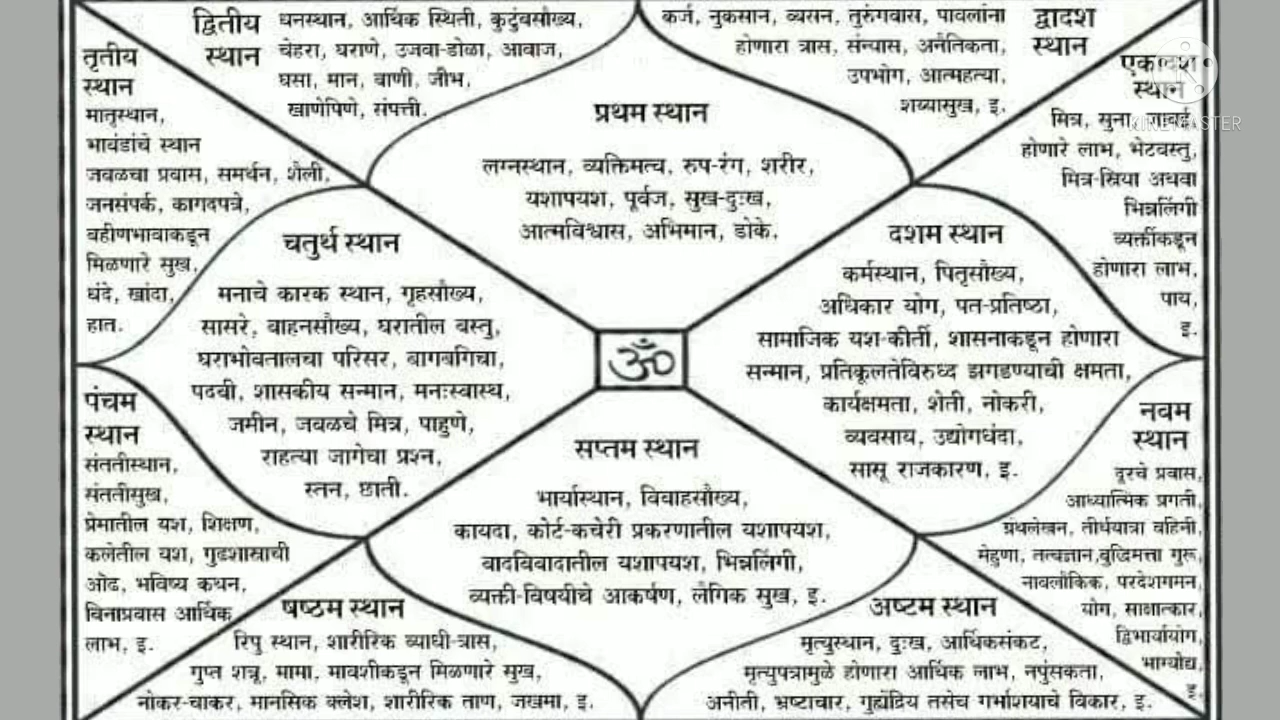 द्वितीय
स्थान
धनस्थान, आर्थिक स्थिती, कुटुंबसौख्य,
चेहरा, घराणे, उजवा-डोळा, आवाज,
घसा, मान, वाणी, जीभ,
खाणेपिणे, संपत्ती.
कर्ज, नुकसान, व्यसन, तुरुंगवास, पावलांना
होणारा त्रास, संन्यास, अनैतिकता,
उपभोग, आत्महत्या,
शय्यासुख, इ.
द्वादश
स्थान
तृतीय
स्थान
मातृस्थान,
भावंडांचे स्थान
जवळचा प्रवास, समर्थन, शैली,
जनसंपर्क, कागदपत्रे,
बहीणभावाकडून
मिळणारे सुख,
धंदे, खांदा,
हात.
प्रथम स्थान
लग्नस्थान, व्यक्तिमत्व, रुप-रंग, शरीर,
यशापयश, पूर्वज, सुख-दुःख,
आत्मविश्वास, अभिमान, डोके.
एकादश
स्थान
मित्र, सुना,
होणारे लाभ, भेटवस्तु,
मित्र-स्त्रिया अथवा
भिन्नलिंगी
व्यक्तींकडून
होणारा लाभ,
पाय,
इ.
KINEMASTER
चतुर्थ स्थान
मनाचे कारक स्थान, गृहसौख्य,
सासरे, वाहनसौख्य, घरातील वस्तु,
घराभोवतालचा परिसर, बागबगिचा,
पदवी, शासकीय सन्मान, मनःस्वास्थ,
जमीन, जवळचे मित्र, पाहुणे,
राहत्या जागेचा प्रश्न,
स्तन, छाती.
ॐ
दशम स्थान
कर्मस्थान, पितृसौख्य,
अधिकार योग, पत-प्रतिष्ठा,
सामाजिक यश-कीर्ती, शासनाकडून होणारा
सन्मान, प्रतिकूलतेविरुध्द झगडण्याची क्षमता,
कार्यक्षमता, शेती, नोकरी,
व्यवसाय, उद्योगधंदा,
सासू राजकारण, इ.
पंचम
स्थान
संततीस्थान,
संततीसुख,
प्रेमातील यश, शिक्षण,
कलेतील यश, गुढशास्त्राची
ओढ, भविष्य कथन,
विनाप्रवास आर्थिक
लाभ, इ.
सप्तम स्थान
भार्यास्थान, विवाहसौख्य,
कायदा, कोर्ट-कचेरी प्रकरणातील यशापयश,
वादविवादातील यशापयश, भिन्नलिंगी,
व्यक्ती-विषयीचे आकर्षण, लैगिक सुख, इ.
नवम
स्थान
दूरचे प्रवास,
आध्यात्मिक प्रगती,
ग्रंथलेखन, तीर्थयात्रा वहिनी,
मेहुणा, तत्वज्ञान,बुद्धिमत्ता गुरू,
नावलौकिक, परदेशगमन,
योग, साक्षात्कार,
द्विभार्यायोग,
भाग्योद्य,
इ.
षष्ठम स्थान
रिपु स्थान, शारीरिक व्याधी-त्रास,
गुप्त शत्रू, मामा, मावशीकडून मिळणारे सुख,
नोकर-चाकर, मानसिक क्लेश, शारीरिक ताण, जखमा, इ.
अष्टम स्थान
मृत्युस्थान, दुःख, आर्थिकसंकट,
मृत्युपत्रामुळे होणारा आर्थिक लाभ, नपुंसकता,
अनीती, भ्रष्टाचार, गुह्येंद्रिय तसेच गर्भाशयाचे विकार, इ.